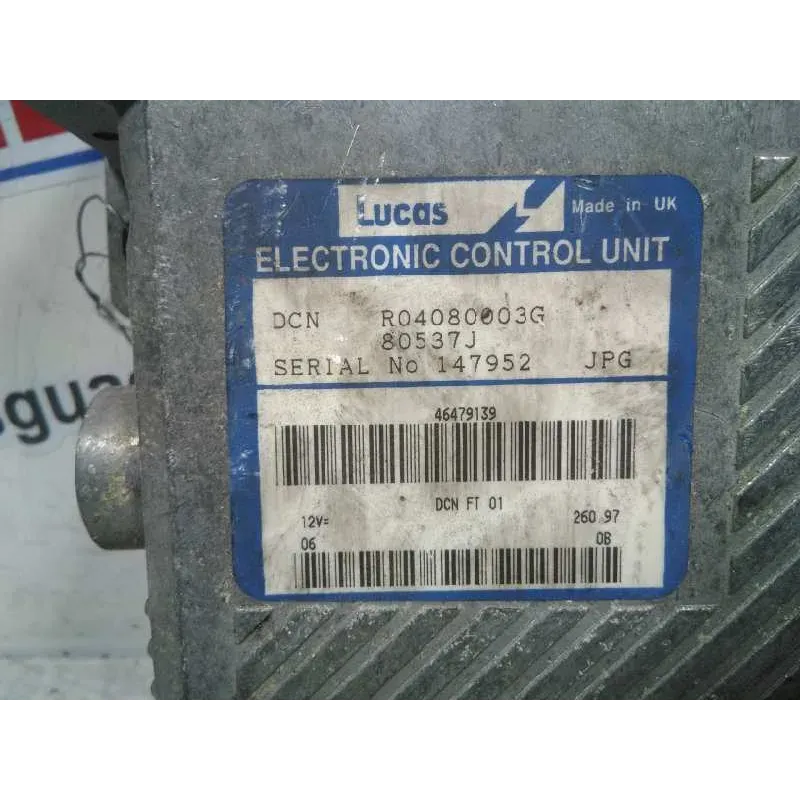 Lucas
Made in UK
ELECTRONIC CONTROL UNIT
DCN R04080003G
80537J
SERIAL No 147952 JPG
46479139
DCN FT 01
12V= 260 97
06 0B